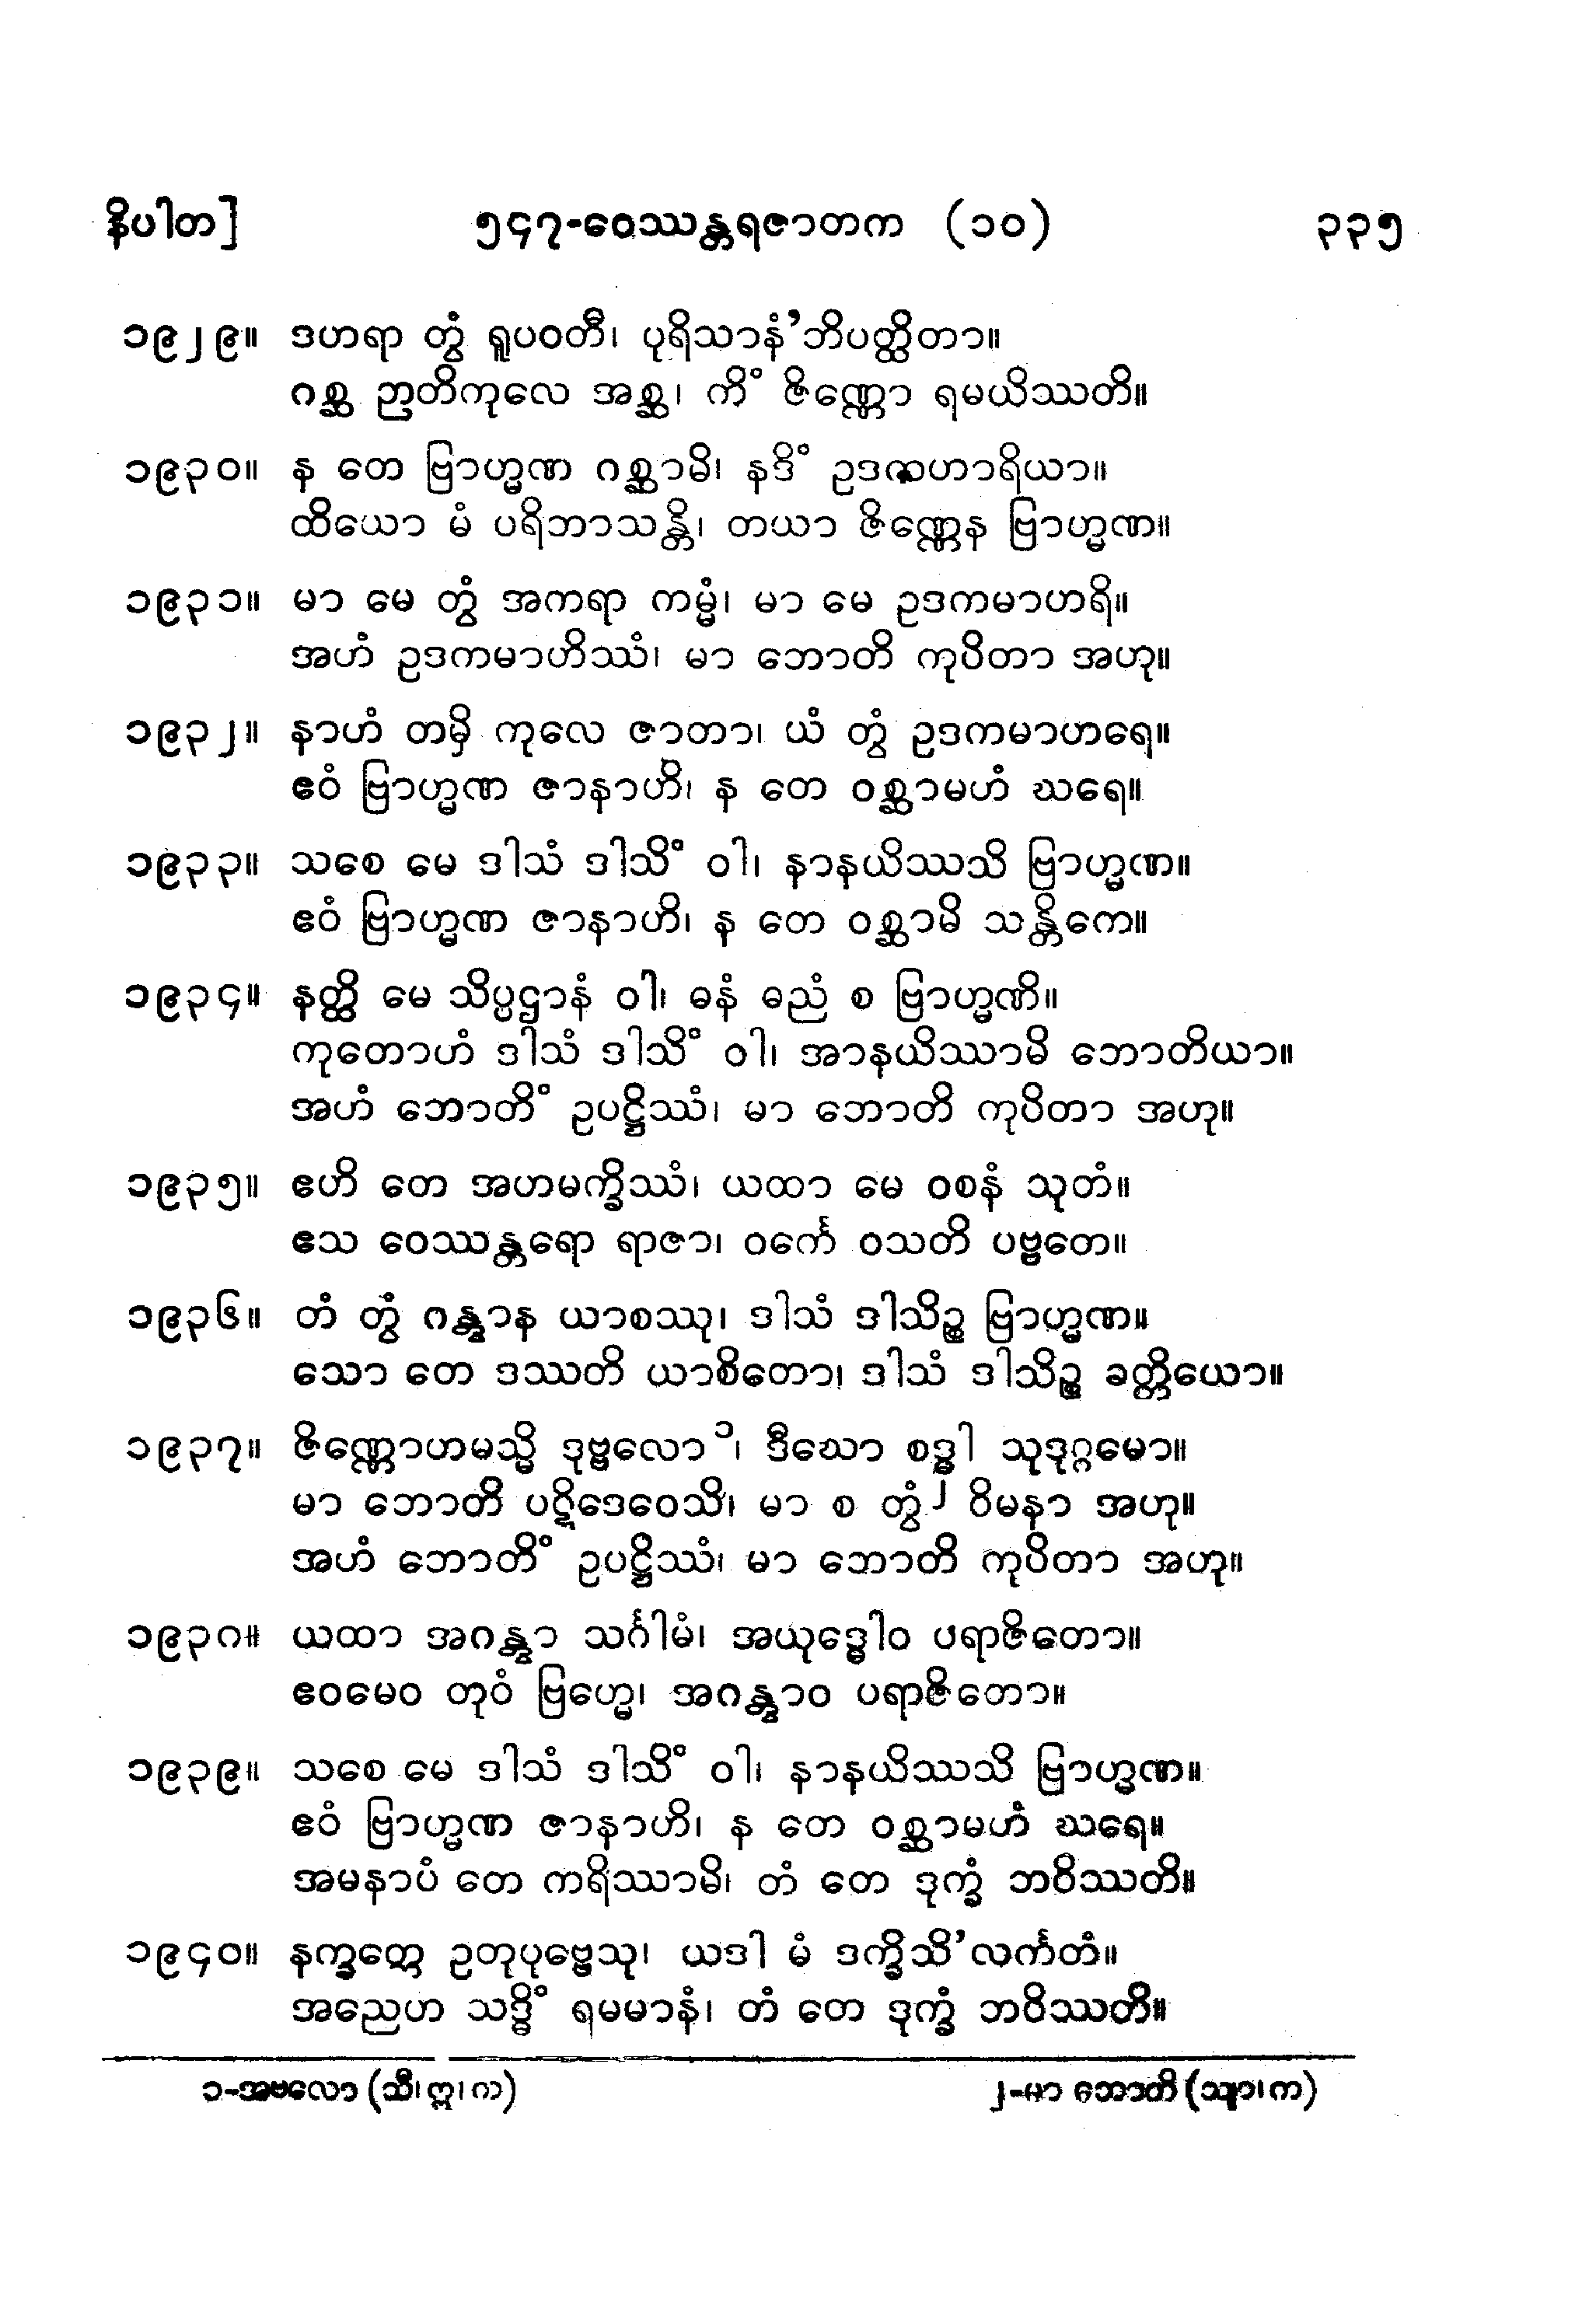 နိပါတ] ၅၄၇-ဝေဿန္တရဇာတက (၁၀) ၃၃၅
၁၉၂၉။ ဒဟရာ တွံ ရူပဝတီ၊ ပုရိသာနံ’ဘိပတ္ထိတာ။
ဂစ္ဆ ဉာတိကုလေ အစ္ဆ၊ ကိံ ဇိဏ္ဏော ရမယိဿတိ။
၁၉၃၀။ န တေ ဗြာဟ္မဏ ဂစ္ဆာမိ၊ နဒိံ ဥဒကဟာရိယာ။
ထိယော မံ ပရိဘာသန္တိ၊ တယာ ဇိဏ္ဏေန ဗြာဟ္မဏ။
၁၉၃၁။ မာ မေ တွံ အကရာ ကမ္မံ၊ မာ မေ ဥဒကမာဟရိ။
အဟံ ဥဒကမာဟိဿံ၊ မာ ဘောတိ ကုပိတာ အဟု။
၁၉၃၂။ နာဟံ တမှိ ကုလေ ဇာတာ၊ ယံ တွံ ဥဒကမာဟရေ။
ဧဝံ ဗြာဟ္မဏ ဇာနာဟိ၊ န တေ ဝစ္ဆာမဟံ ဃရေ။
၁၉၃၃။ သစေ မေ ဒါသံ ဒါသိံ ဝါ၊ နာနယိဿသိ ဗြာဟ္မဏ။
ဧဝံ ဗြာဟ္မဏ ဇာနာဟိ၊ န တေ ဝစ္ဆာမိ သန္တိကေ။
၁၉၃၄။ နတ္ထိ မေ သိပ္ပဌာနံ ဝါ၊ ဓနံ ဓညံ စ ဗြာဟ္မဏိ။
ကုတောဟံ ဒါသံ ဒါသိံ ဝါ၊ အာနယိဿာမိ ဘောတိယာ။
အဟံ ဘောတိံ ဥပဋ္ဌိဿံ၊ မာ ဘောတိ ကုပိတာ အဟု။
၁၉၃၅။ ဧဟိ တေ အဟမက္ခိဿံ၊ ယထာ မေ ဝစနံ သုတံ။
ဧသ ဝေဿန္တရော ရာဇာ၊ ဝင်္ကေ ဝသတိ ပဗ္ဗတေ။
၁၉၃၆။ တံ တွံ ဂန္တွာန ယာစဿု၊ ဒါသံ ဒါသိဉ္စ ဗြာဟ္မဏ။
သော တေ ဒဿတိ ယာစိတော၊ ဒါသံ ဒါသိဉ္စ ခတ္တိယော။
၁၉၃၇။ ဇိဏ္ဏောဟမသ္မိ ဒုဗ္ဗလော ၁၊ ဒီဃော စဒ္ဓါ သုဒုဂ္ဂမော။
မာ ဘောတိ ပဋိဒေဝေသိ၊ မာ စ တွံ ၂ ဝိမနာ အဟု။
အဟံ ဘောတိံ ဥပဋ္ဌိဿံ၊ မာ ဘောတိ ကုပိတာ အဟု။
၁၉၃၈။ ယထာ အဂန္တွာ သင်္ဂါမံ၊ အယုဒ္ဓေါဝ ပရာဇိတော။
ဧဝမေဝ တုဝံ ဗြဟ္မေ၊ အဂန္တွာဝ ပရာဇိတော။
၁၉၃၉။ သစေ မေ ဒါသံ ဒါသိံ ဝါ၊ နာနယိဿသိ ဗြာဟ္မဏ။
ဧဝံ ဗြာဟ္မဏ ဇာနာဟိ၊ န တေ ဝစ္ဆာမဟံ ဃရေ။
အမနာပံ တေ ကရိဿာမိ၊ တံ တေ ဒုက္ခံ ဘဝိဿတိ။
၁၉၄၀။ နက္ခတ္တေ ဥတုပုဗ္ဗေသု၊ ယဒါ မံ ဒက္ခိသိ’လင်္ကတံ။
အညေဟ သဒ္ဓိံ ရမမာနံ၊ တံ တေ ဒုက္ခံ ဘဝိဿတိ။
၁-အဗလော (သီ၊ဣ၊က) ၂-မာ ဘောတိ (သျာ၊က)